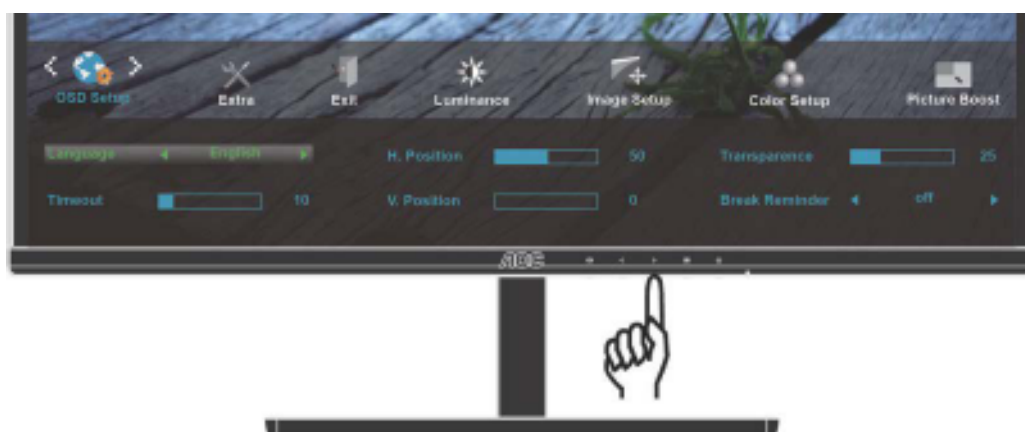 OSD Setup Extra Exit Luminance Image Setup Color Setup Picture Boost
Language English H. Position 50 Transparence 25
Timeout 10 V. Position 0 Break Reminder off
AOC